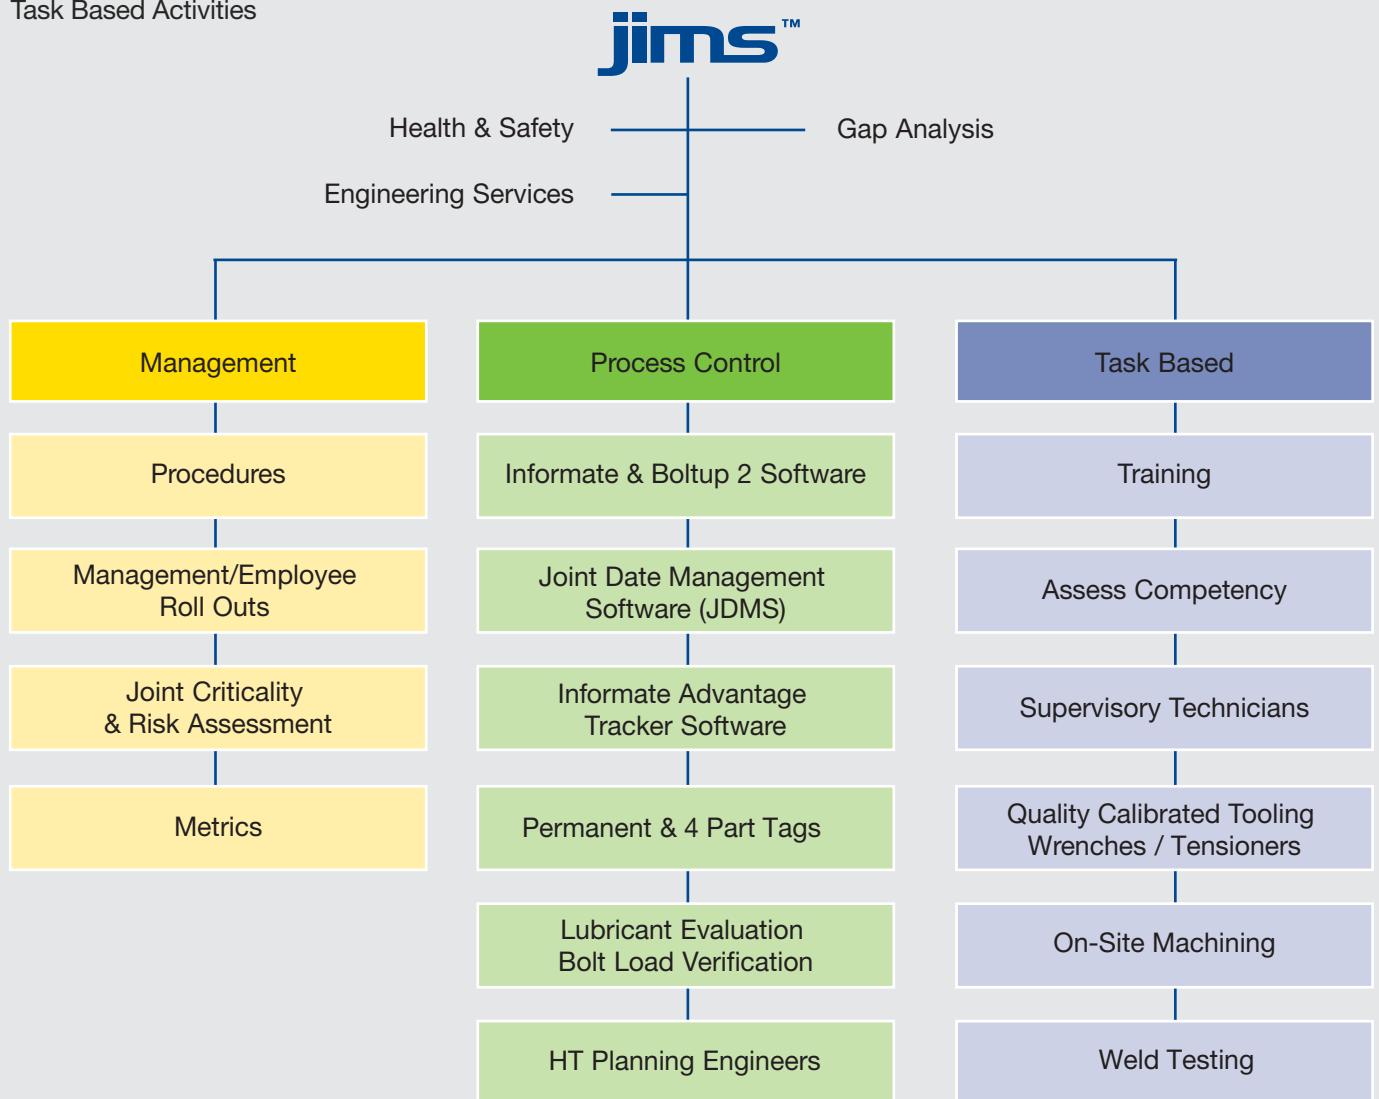 Task Based Activities
jims™
Health & Safety
Gap Analysis
Engineering Services
Management
Process Control
Task Based
Procedures
Informate & Boltup 2 Software
Training
Management/Employee
Roll Outs
Joint Date Management
Software (JDMS)
Assess Competency
Joint Criticality
& Risk Assessment
Informate Advantage
Tracker Software
Supervisory Technicians
Metrics
Permanent & 4 Part Tags
Quality Calibrated Tooling
Wrenches / Tensioners
Lubricant Evaluation
Bolt Load Verification
On-Site Machining
HT Planning Engineers
Weld Testing